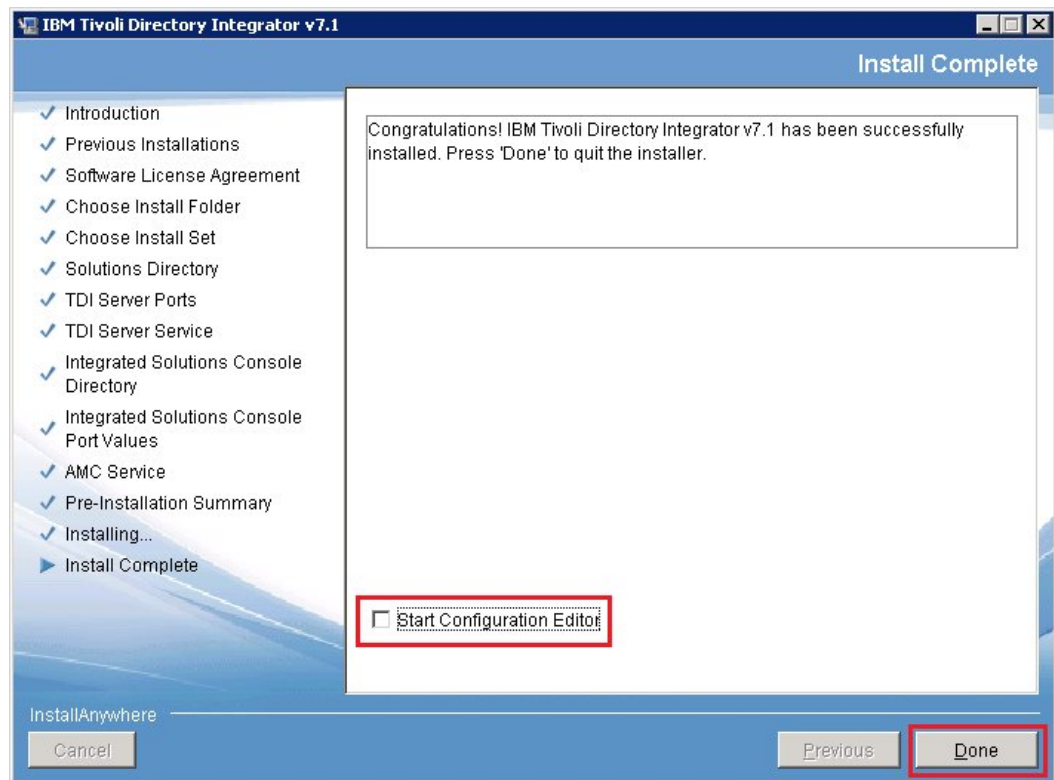 IBM Tivoli Directory Integrator v7.1
Install Complete
Introduction
Previous Installations
Software License Agreement
Choose Install Folder
Choose Install Set
Solutions Directory
TDI Server Ports
TDI Server Service
Integrated Solutions Console
Directory
Integrated Solutions Console
Port Values
AMC Service
Pre-Installation Summary
Installing...
Install Complete
Congratulations! IBM Tivoli Directory Integrator v7.1 has been successfully
installed. Press 'Done' to quit the installer.
Start Configuration Editor
InstallAnywhere
Cancel
Previous
Done